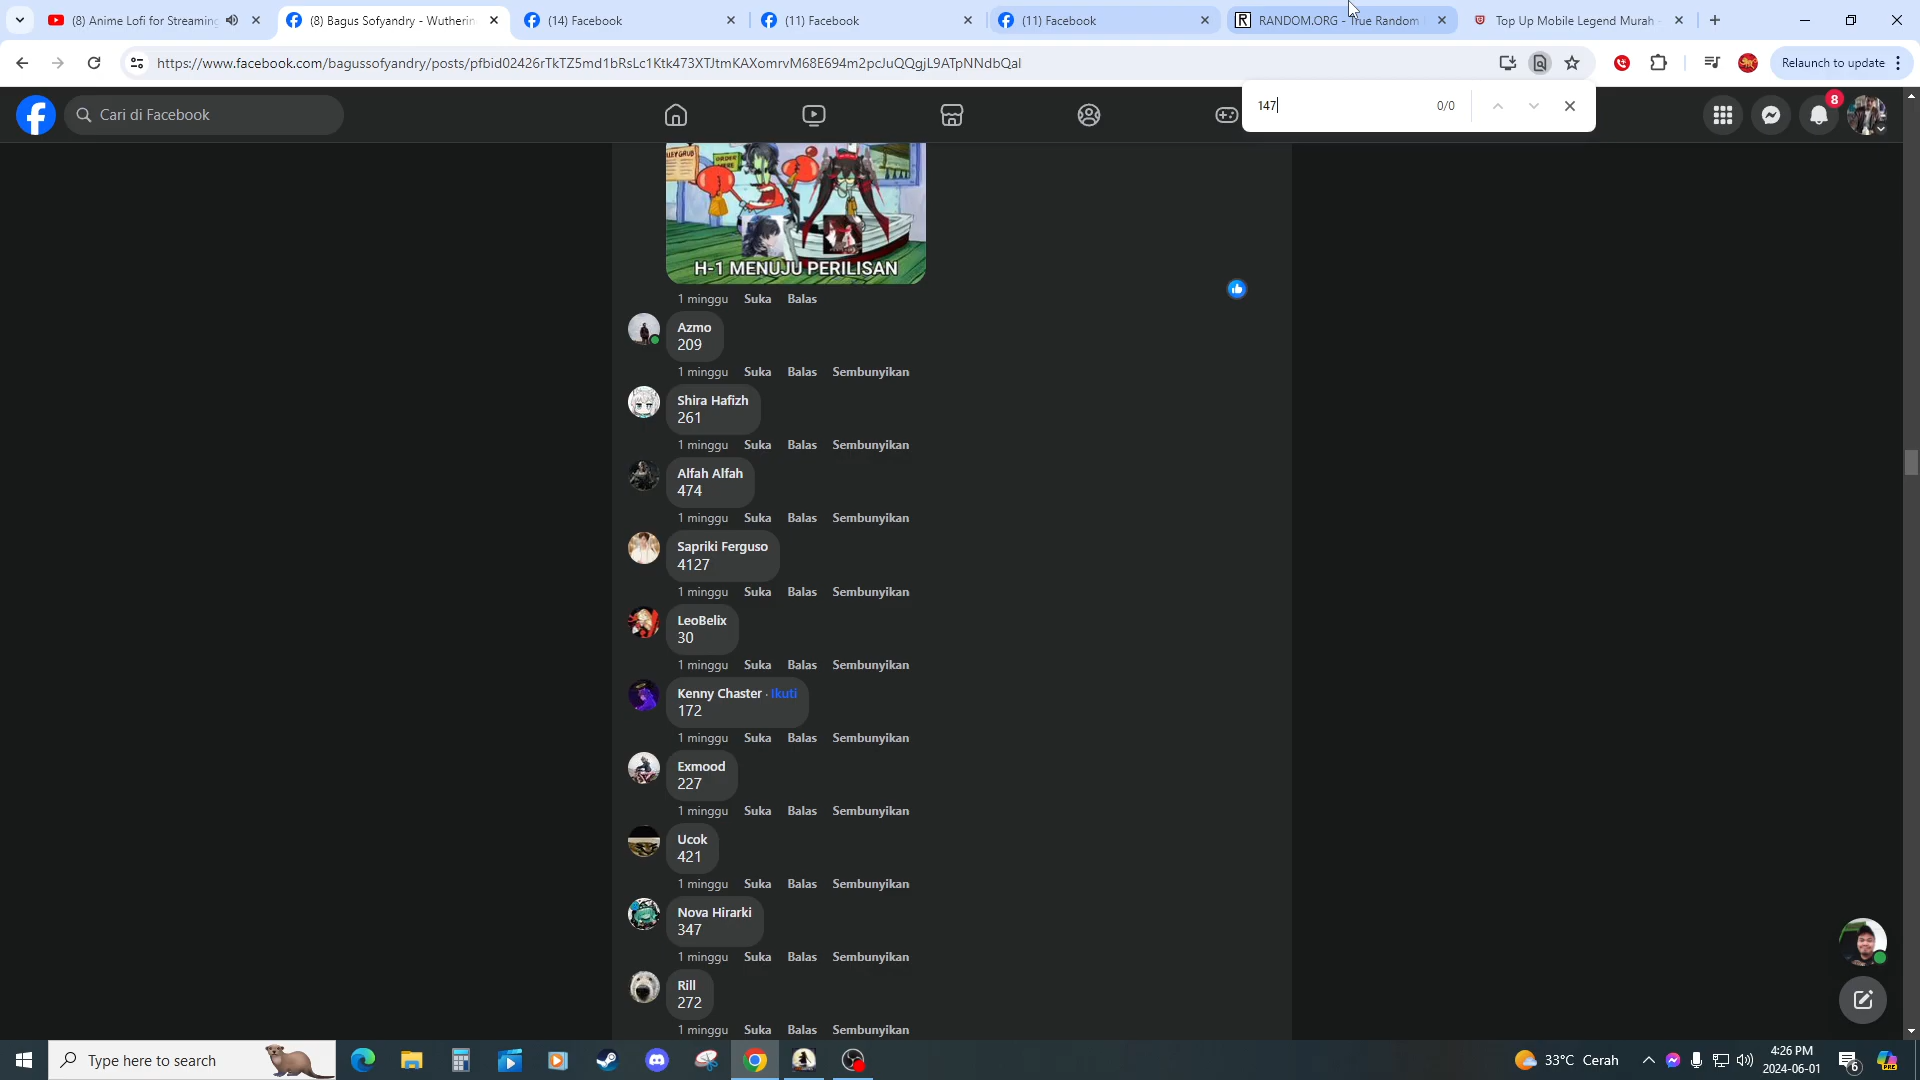 (8) Anime Lofi for Streaming
(8) Bagus Sofyandry - Wutherin
(14) Facebook
(11) Facebook
(11) Facebook
RANDOM.ORG - True Random
Top Up Mobile Legend Murah -
https://www.facebook.com/bagussofyandry/posts/pfbid02426rTkTZ5md1bRsLc1Ktk473XTJtmKAXomrvM68E694m2pcJuQQgjL9ATpNNdbQal
Relaunch to update
Cari di Facebook
147
0/0
8
ORDER
H-1 MENUJU PERILISAN
1 minggu Suka Balas
Azmo
209
1 minggu Suka Balas Sembunyikan
Shira Hafizh
261
1 minggu Suka Balas Sembunyikan
Alfah Alfah
474
1 minggu Suka Balas Sembunyikan
Sapriki Ferguso
4127
1 minggu Suka Balas Sembunyikan
LeoBelix
30
1 minggu Suka Balas Sembunyikan
Kenny Chaster · Ikuti
172
1 minggu Suka Balas Sembunyikan
Exmood
227
1 minggu Suka Balas Sembunyikan
Ucok
421
1 minggu Suka Balas Sembunyikan
Nova Hirarki
347
1 minggu Suka Balas Sembunyikan
Rill
272
1 minggu Suka Balas Sembunyikan
Type here to search
33°C Cerah
4:26 PM
2024-06-01
6
PRE